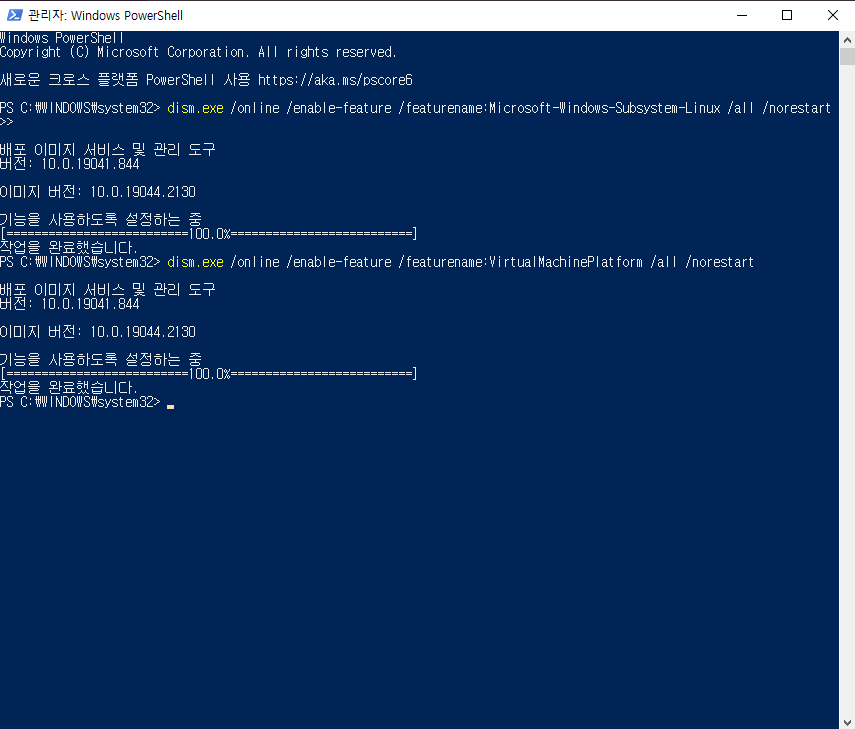 관리자: Windows PowerShell
Windows PowerShell
Copyright (C) Microsoft Corporation. All rights reserved.
새로운 크로스 플랫폼 PowerShell 사용 https://aka.ms/pscore6
PS C:₩WINDOWS₩system32> dism.exe /online /enable-feature /featurename:Microsoft-Windows-Subsystem-Linux /all /norestart
>>
배포 이미지 서비스 및 관리 도구
버전: 10.0.19041.844
이미지 버전: 10.0.19044.2130
기능을 사용하도록 설정하는 중
[==========================100.0%==========================]
작업을 완료했습니다.
PS C:₩WINDOWS₩system32> dism.exe /online /enable-feature /featurename:VirtualMachinePlatform /all /norestart
배포 이미지 서비스 및 관리 도구
버전: 10.0.19041.844
이미지 버전: 10.0.19044.2130
기능을 사용하도록 설정하는 중
[==========================100.0%==========================]
작업을 완료했습니다.
PS C:₩WINDOWS₩system32>